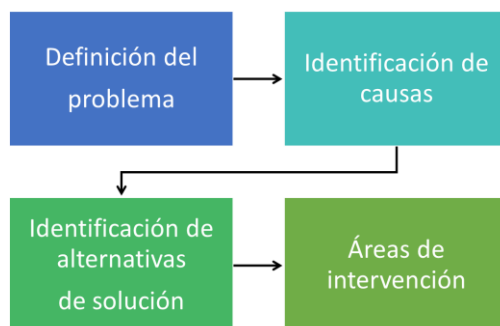 Definición del
problema
Identificación de
causas
Identificación de
alternativas
de solución
Áreas de
intervención